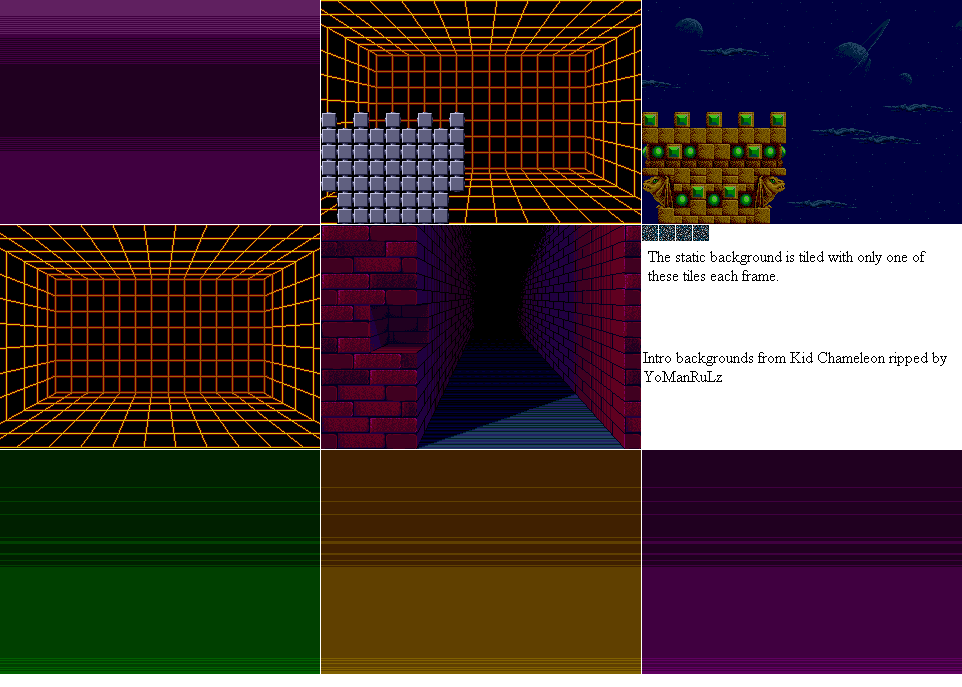 The static background is tiled with only one of
these tiles each frame.
Intro backgrounds from Kid Chameleon ripped by
YoManRuLz